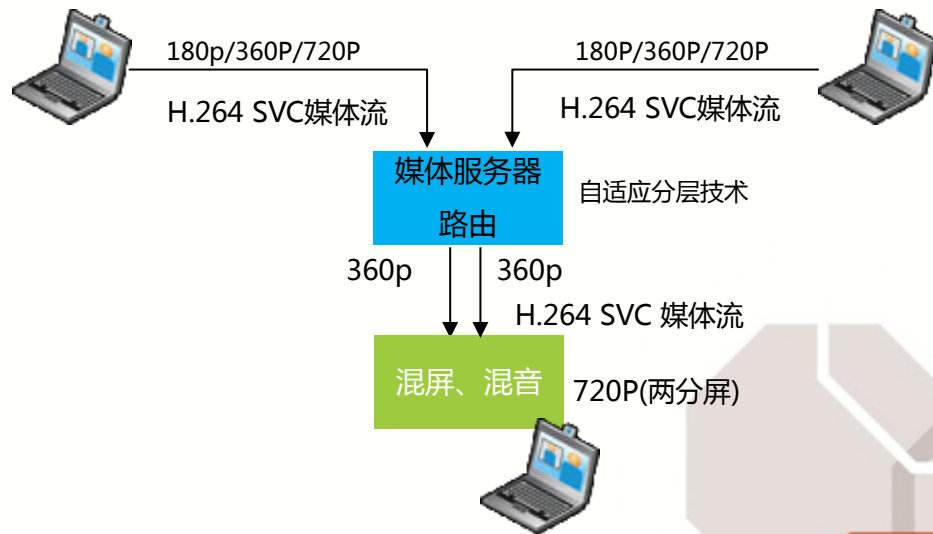 180p/360P/720P
180P/360P/720P
H.264 SVC媒体流
H.264 SVC媒体流
媒体服务器
路由
自适应分层技术
360p
360p
H.264 SVC 媒体流
混屏、混音
720P(两分屏)